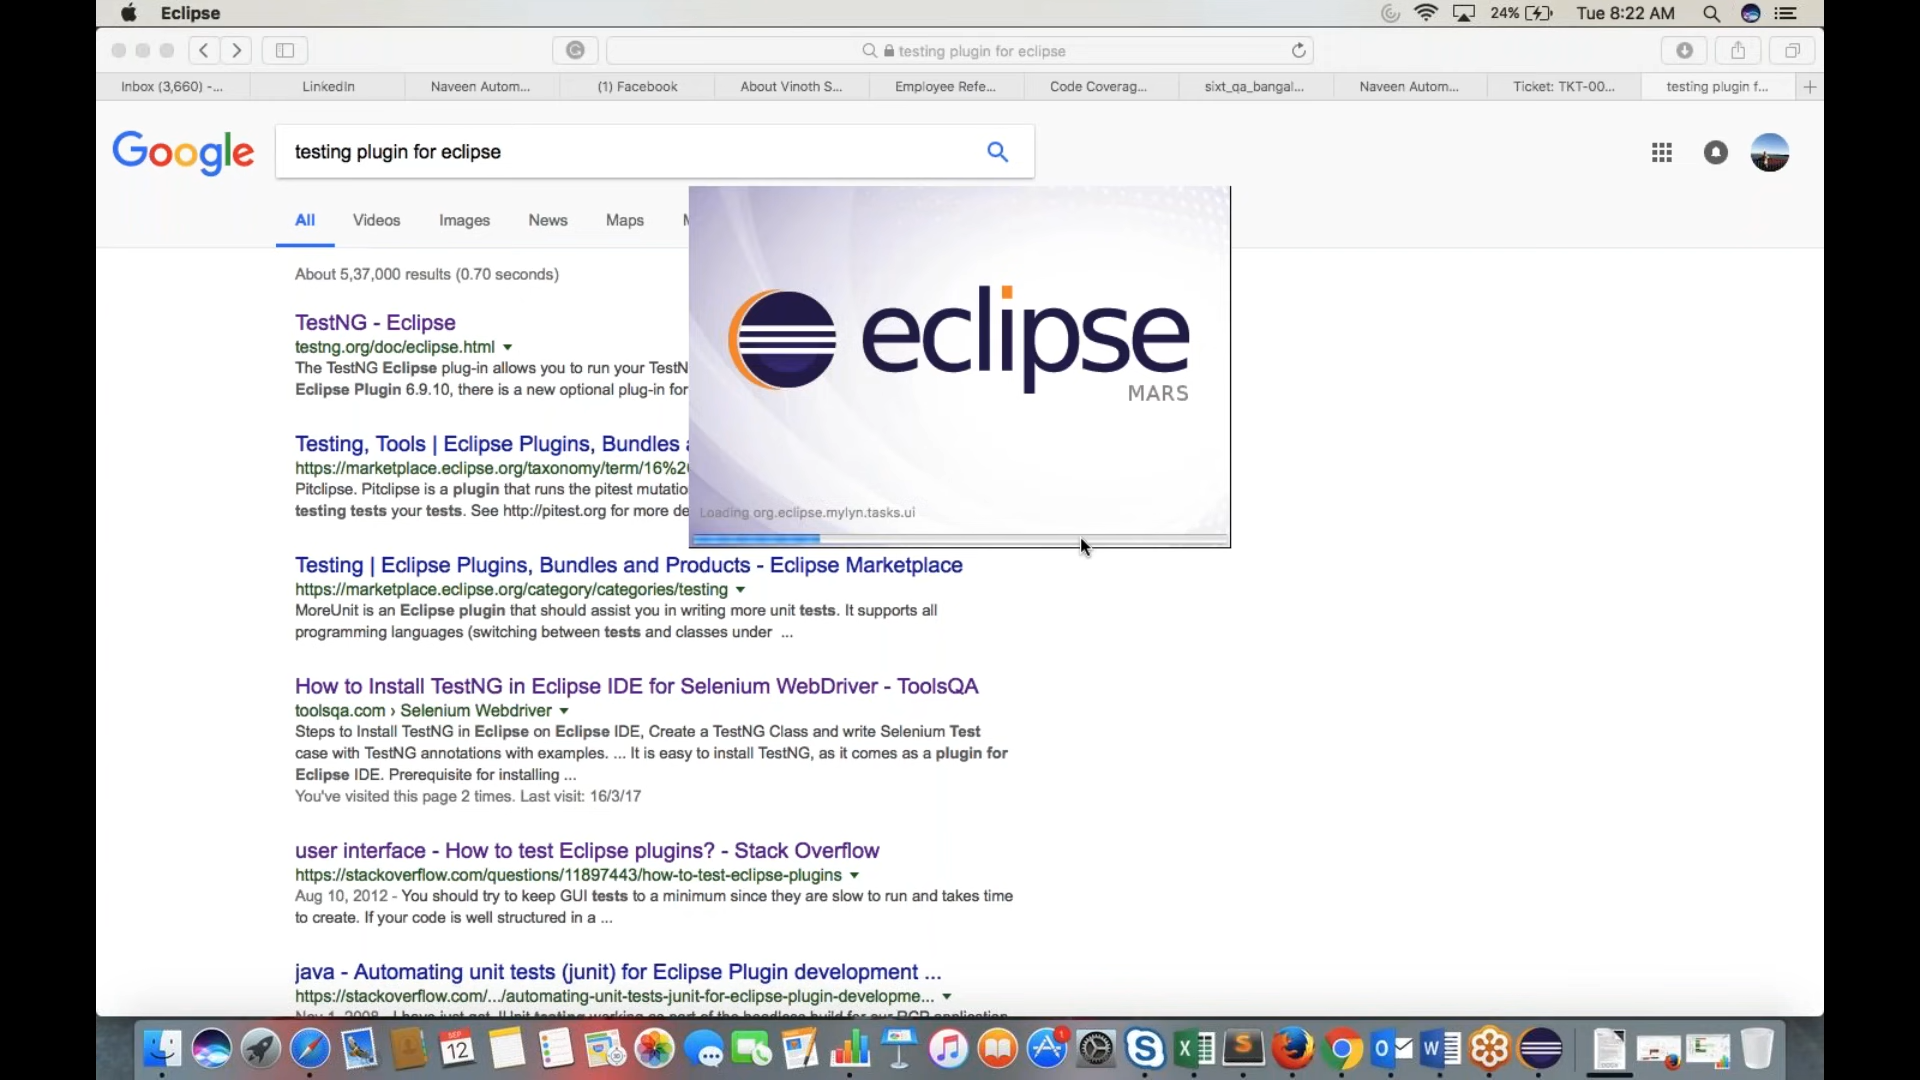 Eclipse
24%
Tue 8:22 AM
testing plugin for eclipse
Inbox (3,660) -...
LinkedIn
Naveen Autom...
(1) Facebook
About Vinoth S...
Employee Refe...
Code Coverag...
sixt_qa_bangal...
Naveen Autom...
Ticket: TKT-00...
testing plugin f...
Google
testing plugin for eclipse
All
Videos
Images
News
Maps
About 5,37,000 results (0.70 seconds)
TestNG - Eclipse
testng.org/doc/eclipse.html
The TestNG Eclipse plug-in allows you to run your TestN
Eclipse Plugin 6.9.10, there is a new optional plug-in for
Testing, Tools | Eclipse Plugins, Bundles
https://marketplace.eclipse.org/taxonomy/term/16%2
Pitclipse. Pitclipse is a plugin that runs the pitest mutatio
testing tests your tests. See http://pitest.org for more de
eclipse
MARS
Loading org.eclipse.mylyn.tasks.ui
Testing | Eclipse Plugins, Bundles and Products - Eclipse Marketplace
https://marketplace.eclipse.org/category/categories/testing
MoreUnit is an Eclipse plugin that should assist you in writing more unit tests. It supports all
programming languages (switching between tests and classes under ...
How to Install TestNG in Eclipse IDE for Selenium WebDriver - ToolsQA
toolsqa.com › Selenium Webdriver
Steps to Install TestNG in Eclipse on Eclipse IDE, Create a TestNG Class and write Selenium Test
case with TestNG annotations with examples. ... It is easy to install TestNG, as it comes as a plugin for
Eclipse IDE. Prerequisite for installing ...
You've visited this page 2 times. Last visit: 16/3/17
user interface - How to test Eclipse plugins? - Stack Overflow
https://stackoverflow.com/questions/11897443/how-to-test-eclipse-plugins
Aug 10, 2012 - You should try to keep GUI tests to a minimum since they are slow to run and takes time
to create. If your code is well structured in a ...
java - Automating unit tests (junit) for Eclipse Plugin development ...
https://stackoverflow.com/.../automating-unit-tests-junit-for-eclipse-plugin-developme...
SEP
12
1